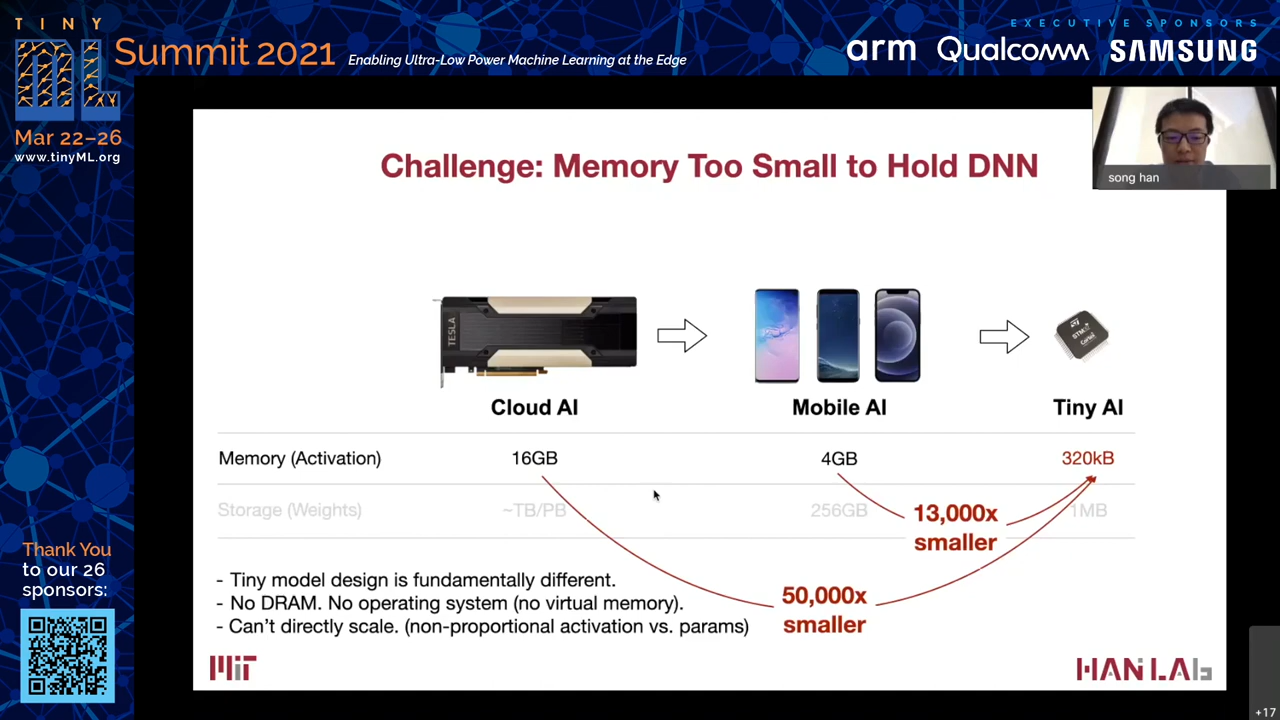 TINY
ML
Summit 2021
Enabling Ultra-Low Power Machine Learning at the Edge
EXECUTIVE SPONSORS
arm Qualcomm SAMSUNG
Mar 22–26
www.tinyML.org
song han
Challenge: Memory Too Small to Hold DNN
TESLA
Cloud AI Mobile AI Tiny AI
Memory (Activation) 16GB 4GB 320kB
Storage (Weights) ~TB/PB 256GB 1MB
13,000x
smaller
50,000x
smaller
- Tiny model design is fundamentally different.
- No DRAM. No operating system (no virtual memory).
- Can't directly scale. (non-proportional activation vs. params)
MIT
HAN LAb
Thank You
to our 26
sponsors:
+17